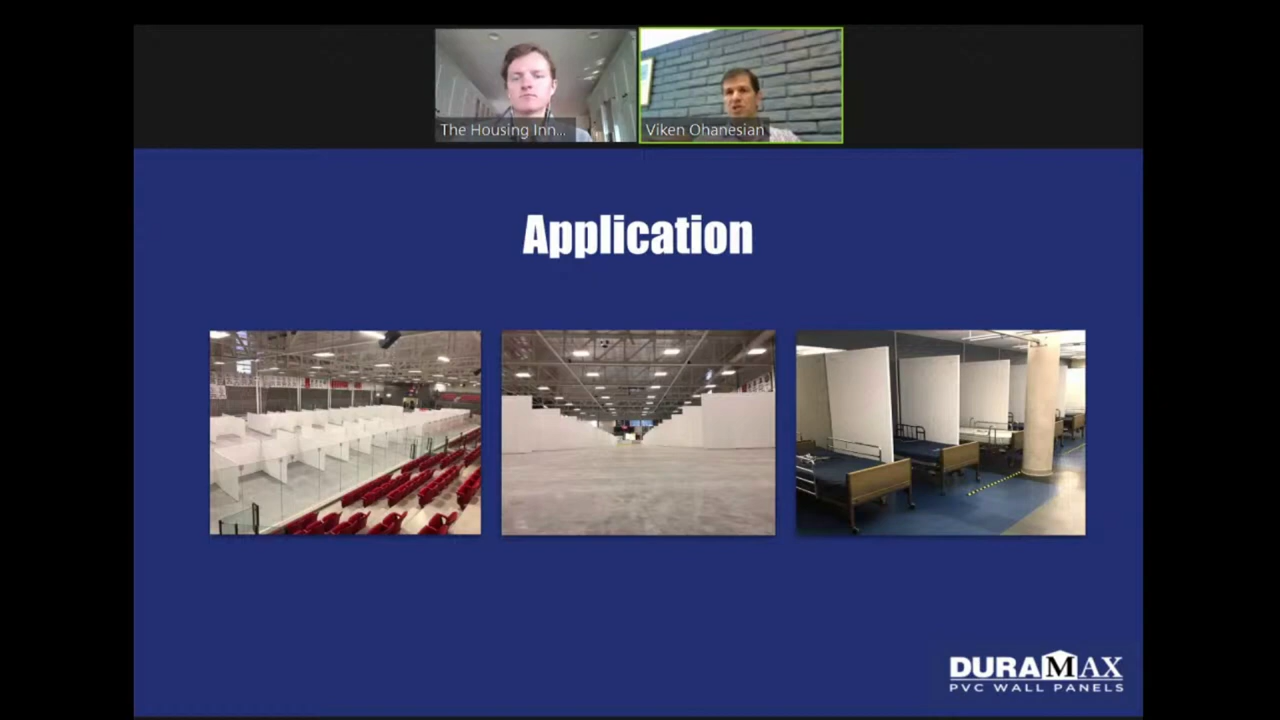 The Housing Inn...
Viken Ohanesian
Application
DURAMAX
PVC WALL PANELS